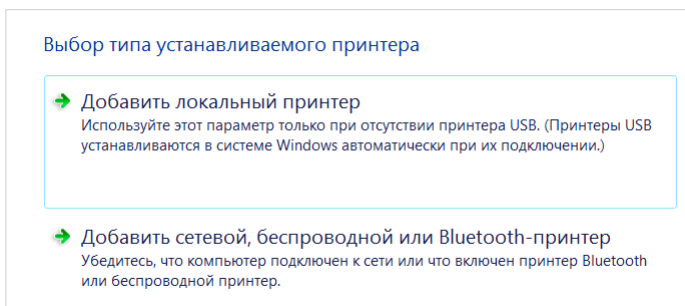 Выбор типа устанавливаемого принтера
Добавить локальный принтер
Используйте этот параметр только при отсутствии принтера USB. (Принтеры USB
устанавливаются в системе Windows автоматически при их подключении.)
Добавить сетевой, беспроводной или Bluetooth-принтер
Убедитесь, что компьютер подключен к сети или что включен принтер Bluetooth
или беспроводной принтер.